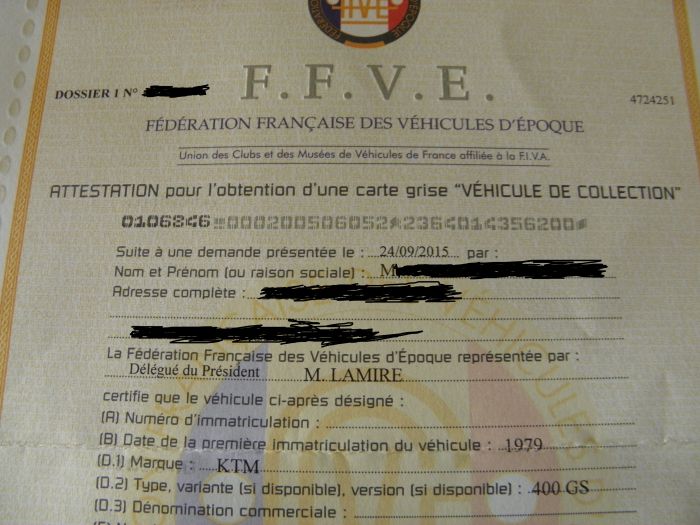 FFVE
DOSSIER 1 N°
F.F.V.E.
4724251
FÉDÉRATION FRANÇAISE DES VÉHICULES D'ÉPOQUE
Union des Clubs et des Musées de Véhicules de France affiliée à la F.I.V.A.
ATTESTATION pour l'obtention d'une carte grise "VÉHICULE DE COLLECTION"
Suite à une demande présentée le : 24/09/2015 par :
Nom et Prénom (ou raison sociale) : M
Adresse complète :
La Fédération Française des Véhicules d'Époque représentée par :
Délégué du Président M. LAMIRE
certifie que le véhicule ci-après désigné :
(A) Numéro d'immatriculation :
(B) Date de la première immatriculation du véhicule : 1979
(D.1) Marque : KTM
(D.2) Type, variante (si disponible), version (si disponible) : 400 GS
(D.3) Dénomination commerciale :